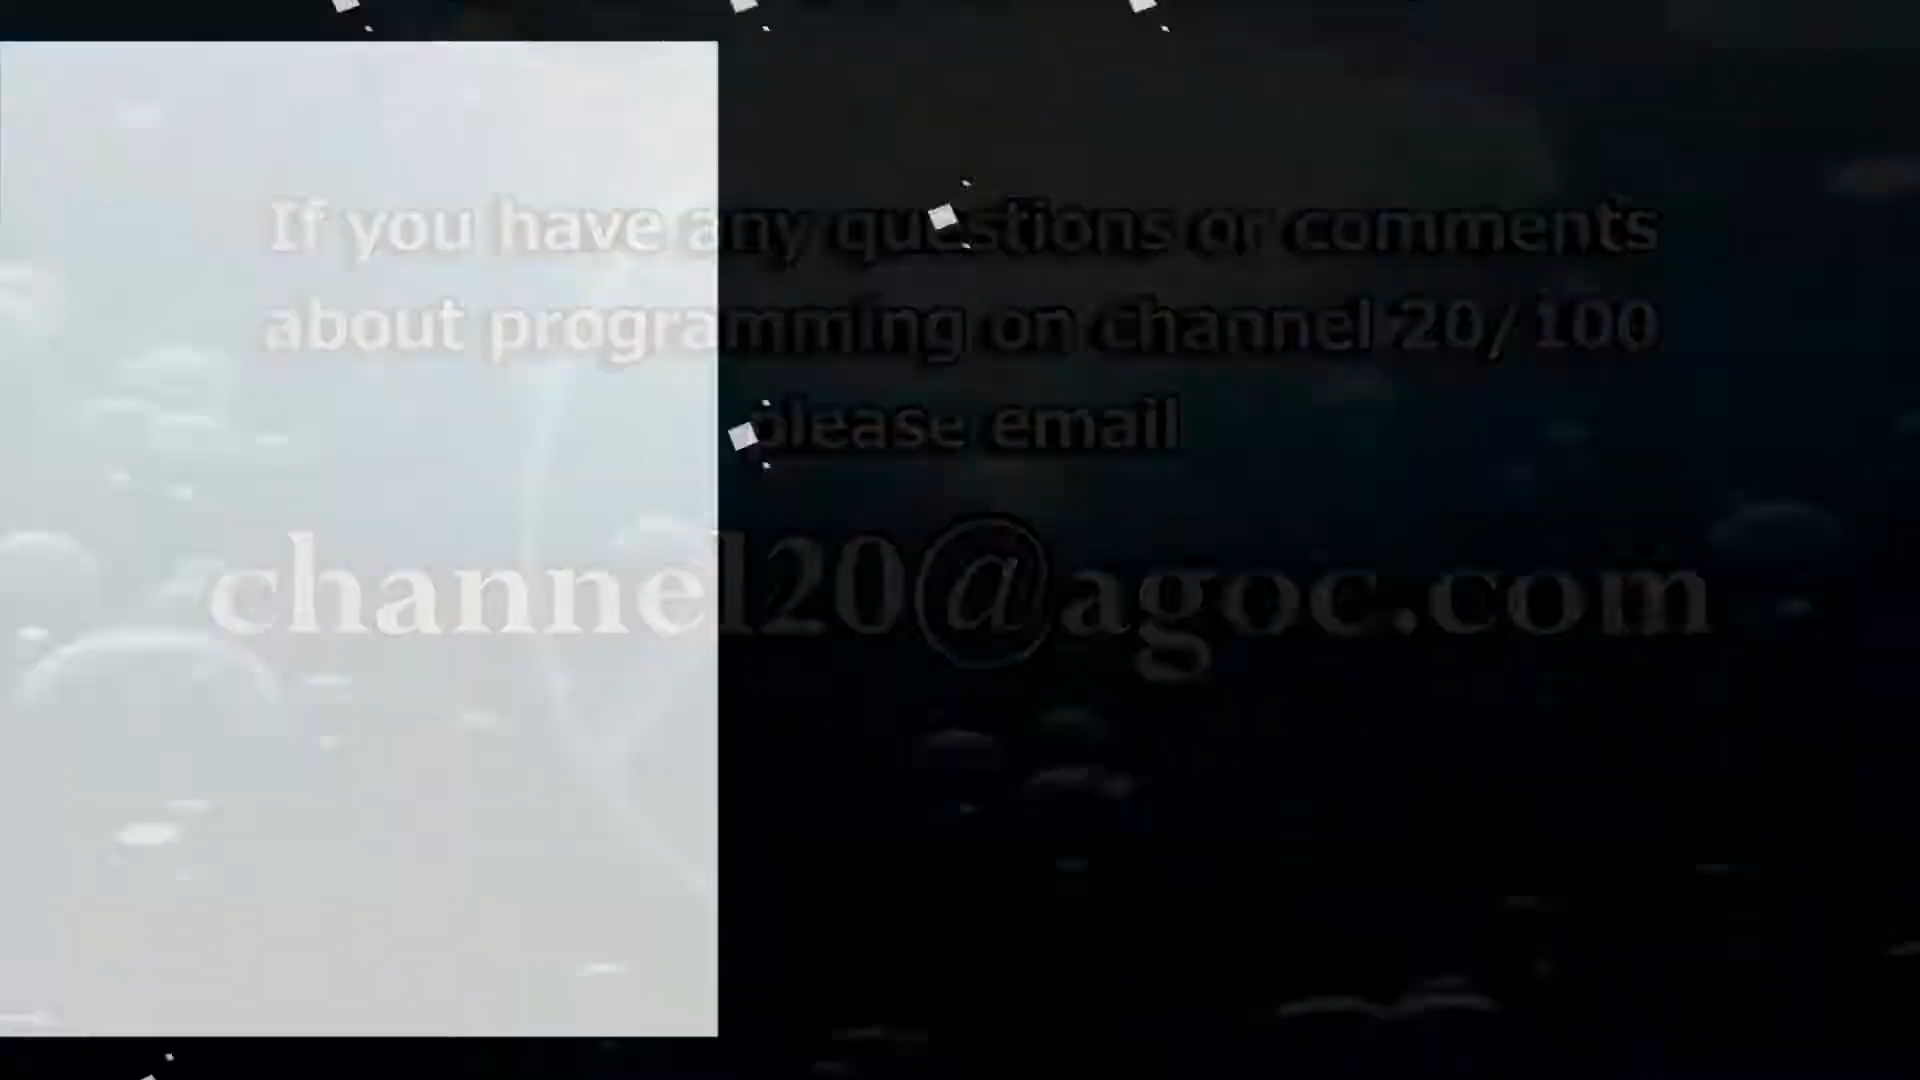 If you have any questions or comments
about programming on channel 20/100
please email
channel20@agoc.com